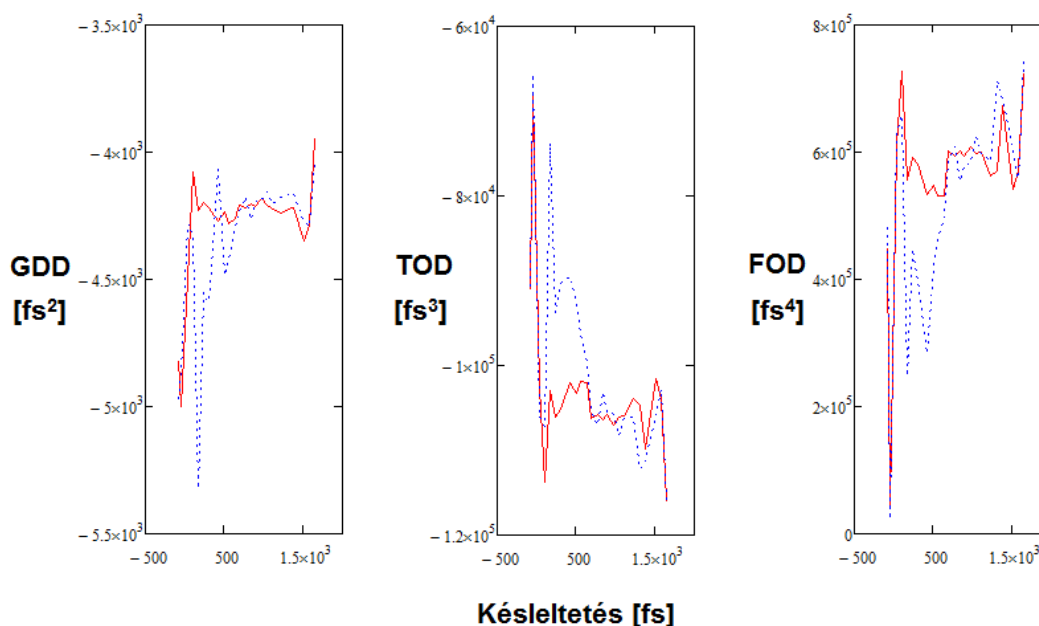 −3.5×10³
−4×10³
−4.5×10³
−5×10³
−5.5×10³
−500 500 1.5×10³
GDD
[fs²]
−6×10⁴
−8×10⁴
−1×10⁵
−1.2×10⁵
−500 500 1.5×10³
TOD
[fs³]
8×10⁵
6×10⁵
4×10⁵
2×10⁵
0
−500 500 1.5×10³
FOD
[fs⁴]
Késleltetés [fs]